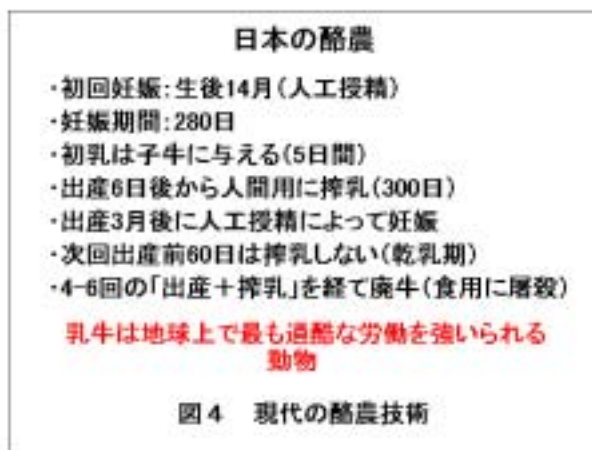 日本の酪農
・初回妊娠:生後14月(人工授精)
・妊娠期間:280日
・初乳は子牛に与える(5日間)
・出産6日後から人間用に搾乳(300日)
・出産3月後に人工授精によって妊娠
・次回出産前60日は搾乳しない(乾乳期)
・4-6回の「出産+搾乳」を経て廃牛(食用に屠殺)
乳牛は地球上で最も過酷な労働を強いられる
動物
図4 現代の酪農技術